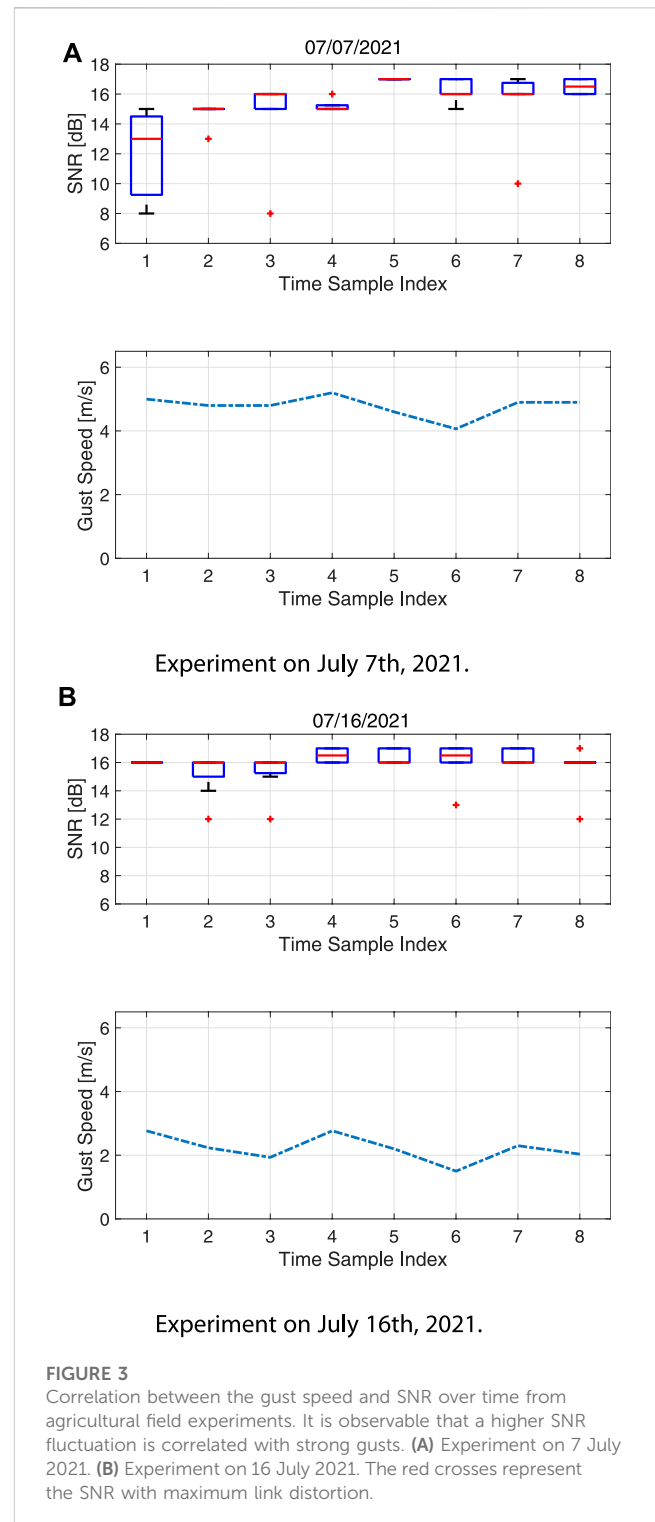 A
07/07/2021
SNR [dB]
18
16
14
12
10
8
6
1 2 3 4 5 6 7 8
Time Sample Index
Gust Speed [m/s]
6
4
2
0
1 2 3 4 5 6 7 8
Time Sample Index
Experiment on July 7th, 2021.
B
07/16/2021
SNR [dB]
18
16
14
12
10
8
6
1 2 3 4 5 6 7 8
Time Sample Index
Gust Speed [m/s]
6
4
2
0
1 2 3 4 5 6 7 8
Time Sample Index
Experiment on July 16th, 2021.
FIGURE 3
Correlation between the gust speed and SNR over time from
agricultural field experiments. It is observable that a higher SNR
fluctuation is correlated with strong gusts. (A) Experiment on 7 July
2021. (B) Experiment on 16 July 2021. The red crosses represent
the SNR with maximum link distortion.